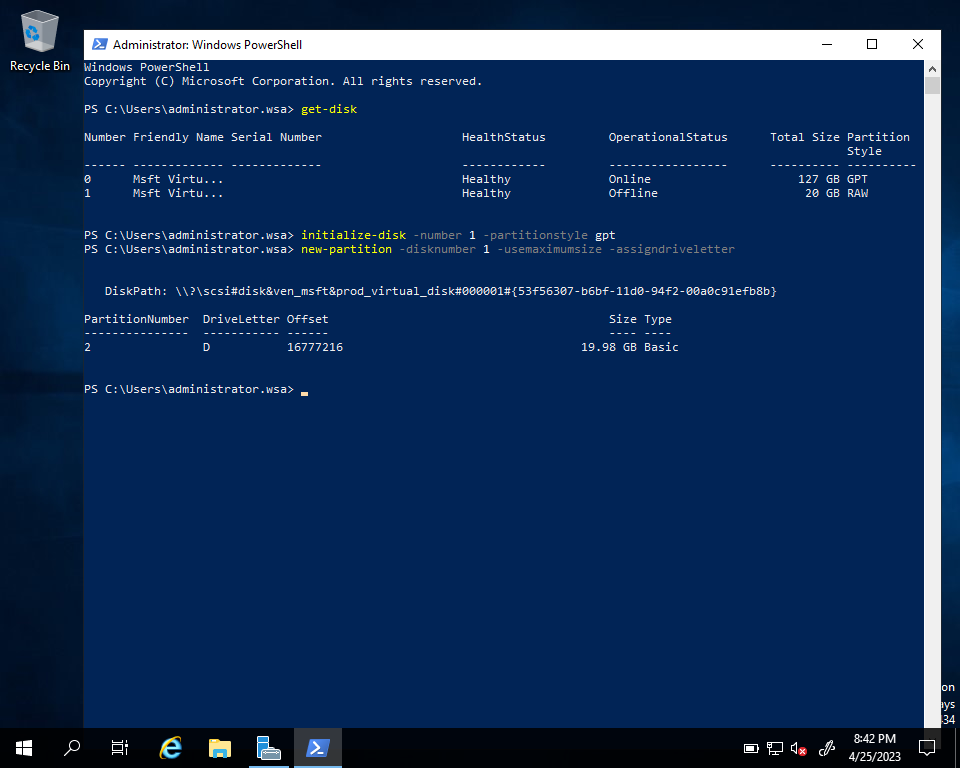 Recycle Bin
Administrator: Windows PowerShell
Windows PowerShell
Copyright (C) Microsoft Corporation. All rights reserved.
PS C:\Users\administrator.wsa> get-disk
Number Friendly Name Serial Number HealthStatus OperationalStatus Total Size Partition
Style
------ ------------- ------------- ------------ ----------------- ---------- ----------
0 Msft Virtu... Healthy Online 127 GB GPT
1 Msft Virtu... Healthy Offline 20 GB RAW
PS C:\Users\administrator.wsa> initialize-disk -number 1 -partitionstyle gpt
PS C:\Users\administrator.wsa> new-partition -disknumber 1 -usemaximumsize -assigndriveletter
DiskPath: \\?\scsi#disk&ven_msft&prod_virtual_disk#000001#{53f56307-b6bf-11d0-94f2-00a0c91efb8b}
PartitionNumber DriveLetter Offset Size Type
--------------- ----------- ------ ---- ----
2 D 16777216 19.98 GB Basic
PS C:\Users\administrator.wsa>
on
ays
434
8:42 PM
4/25/2023